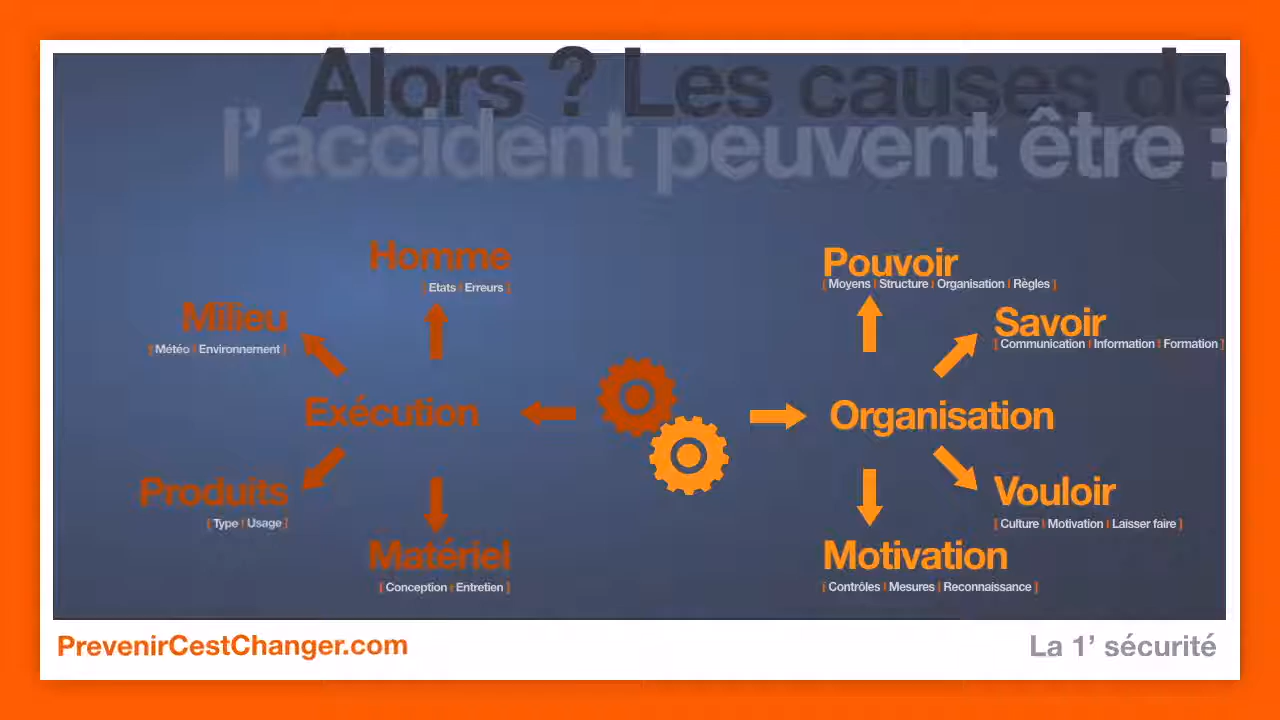 Alors ? Les causes de
l’accident peuvent être :
Homme
[ Etats | Erreurs ]
Milieu
[ Météo | Environnement ]
Exécution
Produits
[ Type | Usage ]
Matériel
[ Conception | Entretien ]
Pouvoir
[ Moyens | Structure | Organisation | Règles ]
Savoir
[ Communication | Information | Formation ]
Organisation
Vouloir
[ Culture | Motivation | Laisser faire ]
Motivation
[ Contrôles | Mesures | Reconnaissance ]
PrevenirCestChanger.com
La 1’ sécurité